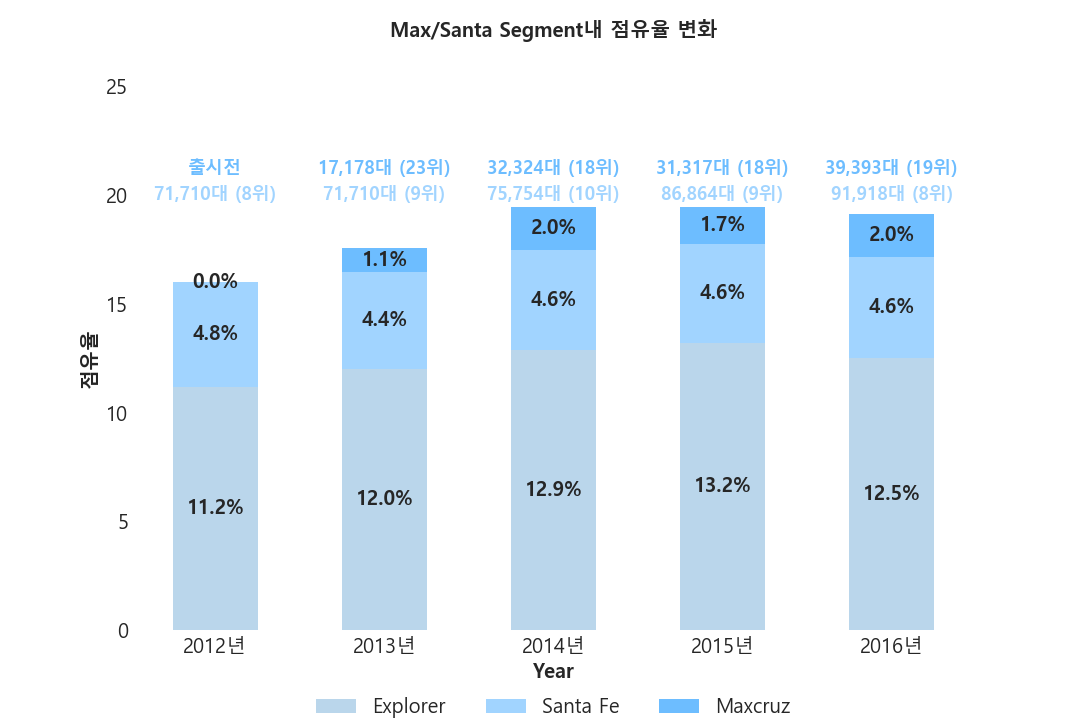 Max/Santa Segment내 점유율 변화
25
20
15
10
5
0
점유율
출시전
71,710대 (8위)
17,178대 (23위)
71,710대 (9위)
32,324대 (18위)
75,754대 (10위)
31,317대 (18위)
86,864대 (9위)
39,393대 (19위)
91,918대 (8위)
0.0%
4.8%
11.2%
1.1%
4.4%
12.0%
2.0%
4.6%
12.9%
1.7%
4.6%
13.2%
2.0%
4.6%
12.5%
2012년 2013년 2014년 2015년 2016년
Year
Explorer Santa Fe Maxcruz